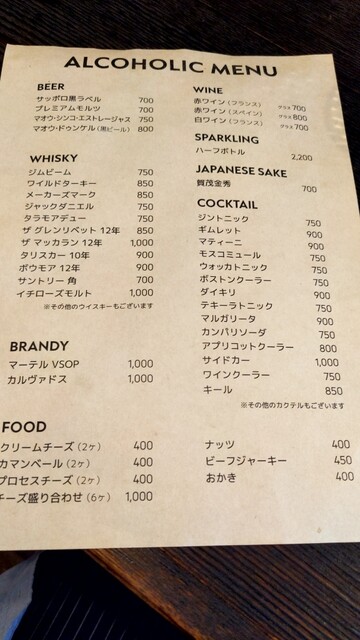 ALCOHOLIC MENU
BEER
サッポロ黒ラベル 700
プレミアムモルツ 700
マオウ・シンコ・エストレージャス 750
マオウ・ドゥンケル(黒ビール) 800
WHISKY
ジムビーム 750
ワイルドターキー 850
メーカーズマーク 850
ジャックダニエル 750
タラモアデュー 750
ザ グレンリベット 12年 850
ザ マッカラン 12年 1,000
タリスカー 10年 900
ボウモア 12年 900
サントリー 角 700
イチローズモルト 1,000
※その他のウイスキーもございます
BRANDY
マーテル VSOP 1,000
カルヴァドス 1,000
WINE
赤ワイン(フランス) グラス 700
赤ワイン(スペイン) グラス 800
白ワイン(フランス) グラス 700
SPARKLING
ハーフボトル 2,200
JAPANESE SAKE
賀茂金秀 700
COCKTAIL
ジントニック 750
ギムレット 900
マティーニ 900
モスコミュール 750
ウォッカトニック 750
ボストンクーラー 750
ダイキリ 900
テキーラトニック 750
マルガリータ 900
カンパリソーダ 750
アプリコットクーラー 800
サイドカー 1,000
ワインクーラー 750
キール 850
※その他のカクテルもございます
FOOD
クリームチーズ(2ヶ) 400
カマンベール(2ヶ) 400
プロセスチーズ(2ヶ) 400
チーズ盛り合わせ(6ヶ) 1,000
ナッツ 400
ビーフジャーキー 450
おかき 400